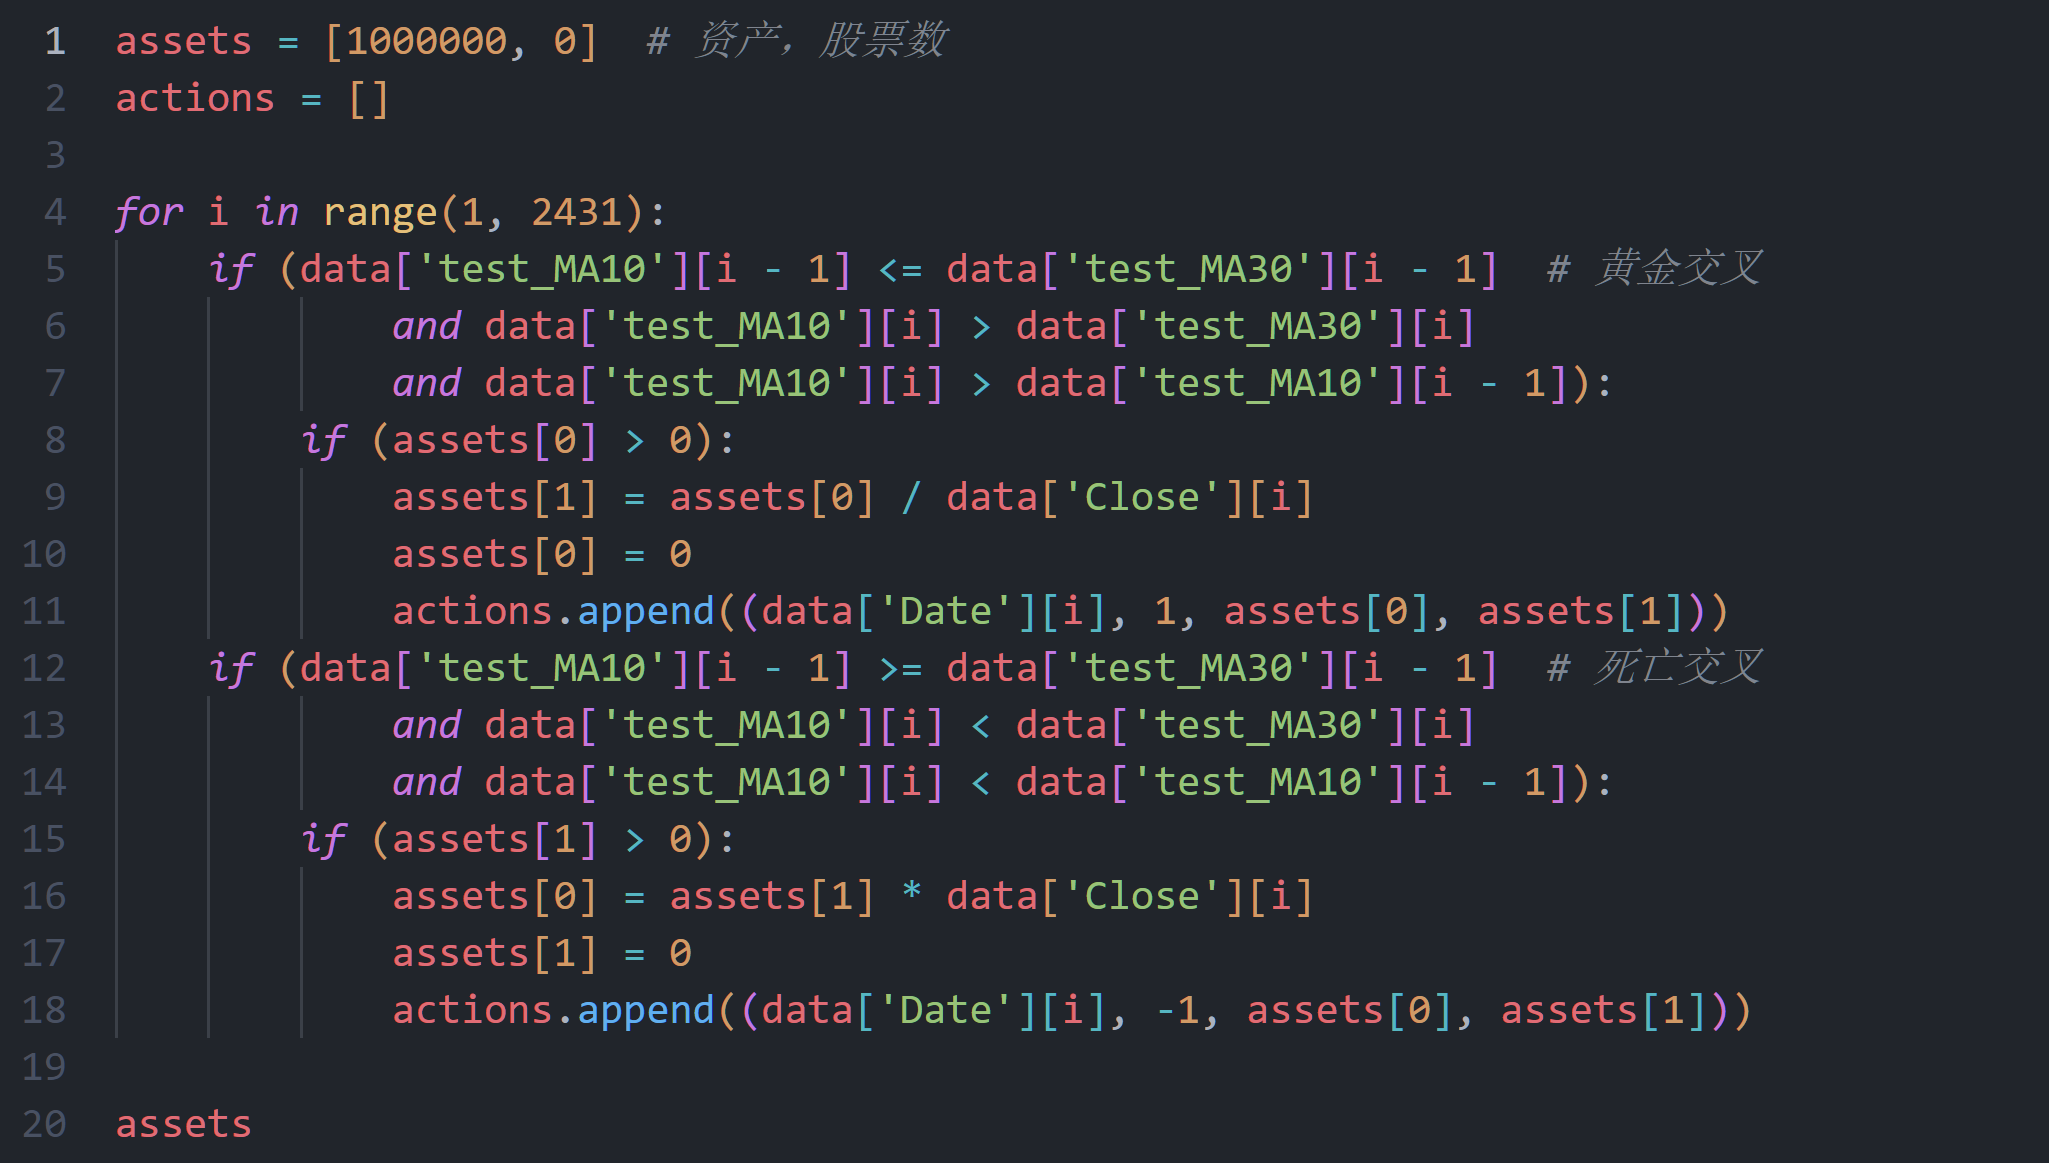 1 assets = [1000000, 0]  # 资产，股票数
2 actions = []
3
4 for i in range(1, 2431):
5     if (data['test_MA10'][i - 1] <= data['test_MA30'][i - 1]  # 黄金交叉
6             and data['test_MA10'][i] > data['test_MA30'][i]
7             and data['test_MA10'][i] > data['test_MA10'][i - 1]):
8         if (assets[0] > 0):
9             assets[1] = assets[0] / data['Close'][i]
10             assets[0] = 0
11             actions.append((data['Date'][i], 1, assets[0], assets[1]))
12     if (data['test_MA10'][i - 1] >= data['test_MA30'][i - 1]  # 死亡交叉
13             and data['test_MA10'][i] < data['test_MA30'][i]
14             and data['test_MA10'][i] < data['test_MA10'][i - 1]):
15         if (assets[1] > 0):
16             assets[0] = assets[1] * data['Close'][i]
17             assets[1] = 0
18             actions.append((data['Date'][i], -1, assets[0], assets[1]))
19
20 assets